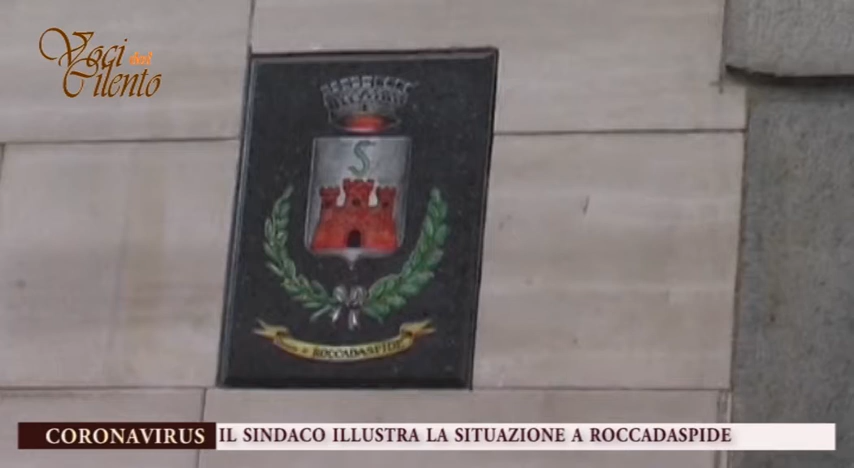 Voci
dal
Cilento
ROCCADASPIDE
CORONAVIRUS IL SINDACO ILLUSTRA LA SITUAZIONE A ROCCADASPIDE